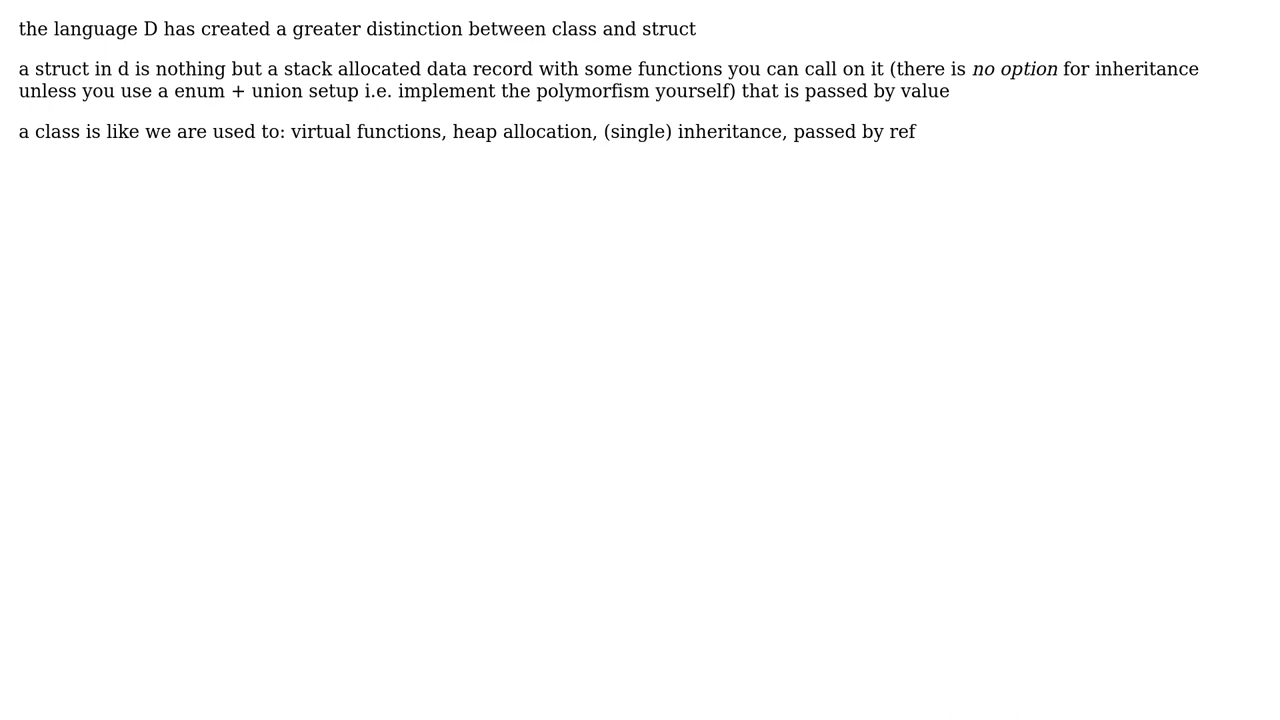 the language D has created a greater distinction between class and struct
a struct in d is nothing but a stack allocated data record with some functions you can call on it (there is no option for inheritance
unless you use a enum + union setup i.e. implement the polymorfism yourself) that is passed by value
a class is like we are used to: virtual functions, heap allocation, (single) inheritance, passed by ref